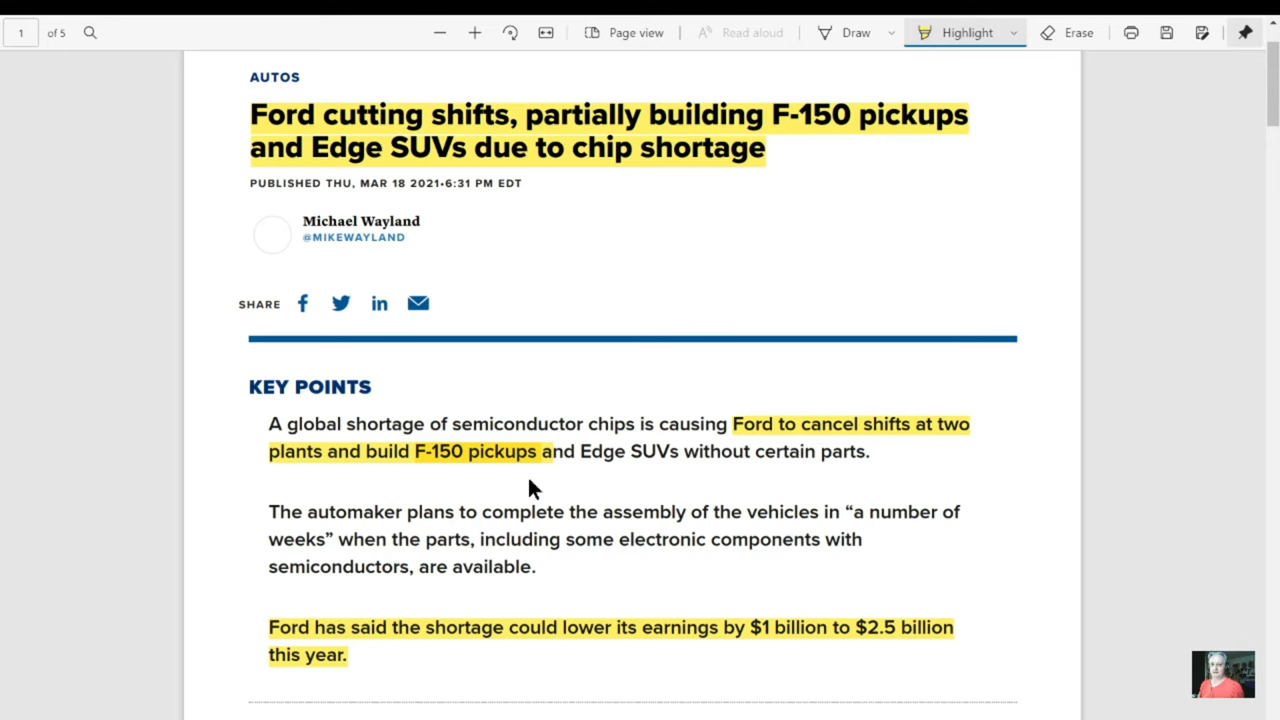 1 of 5 Page view Read aloud Draw Highlight Erase
AUTOS
Ford cutting shifts, partially building F-150 pickups
and Edge SUVs due to chip shortage
PUBLISHED THU, MAR 18 2021•6:31 PM EDT
Michael Wayland
@MIKEWAYLAND
SHARE
KEY POINTS
A global shortage of semiconductor chips is causing Ford to cancel shifts at two
plants and build F-150 pickups and Edge SUVs without certain parts.
The automaker plans to complete the assembly of the vehicles in “a number of
weeks” when the parts, including some electronic components with
semiconductors, are available.
Ford has said the shortage could lower its earnings by $1 billion to $2.5 billion
this year.